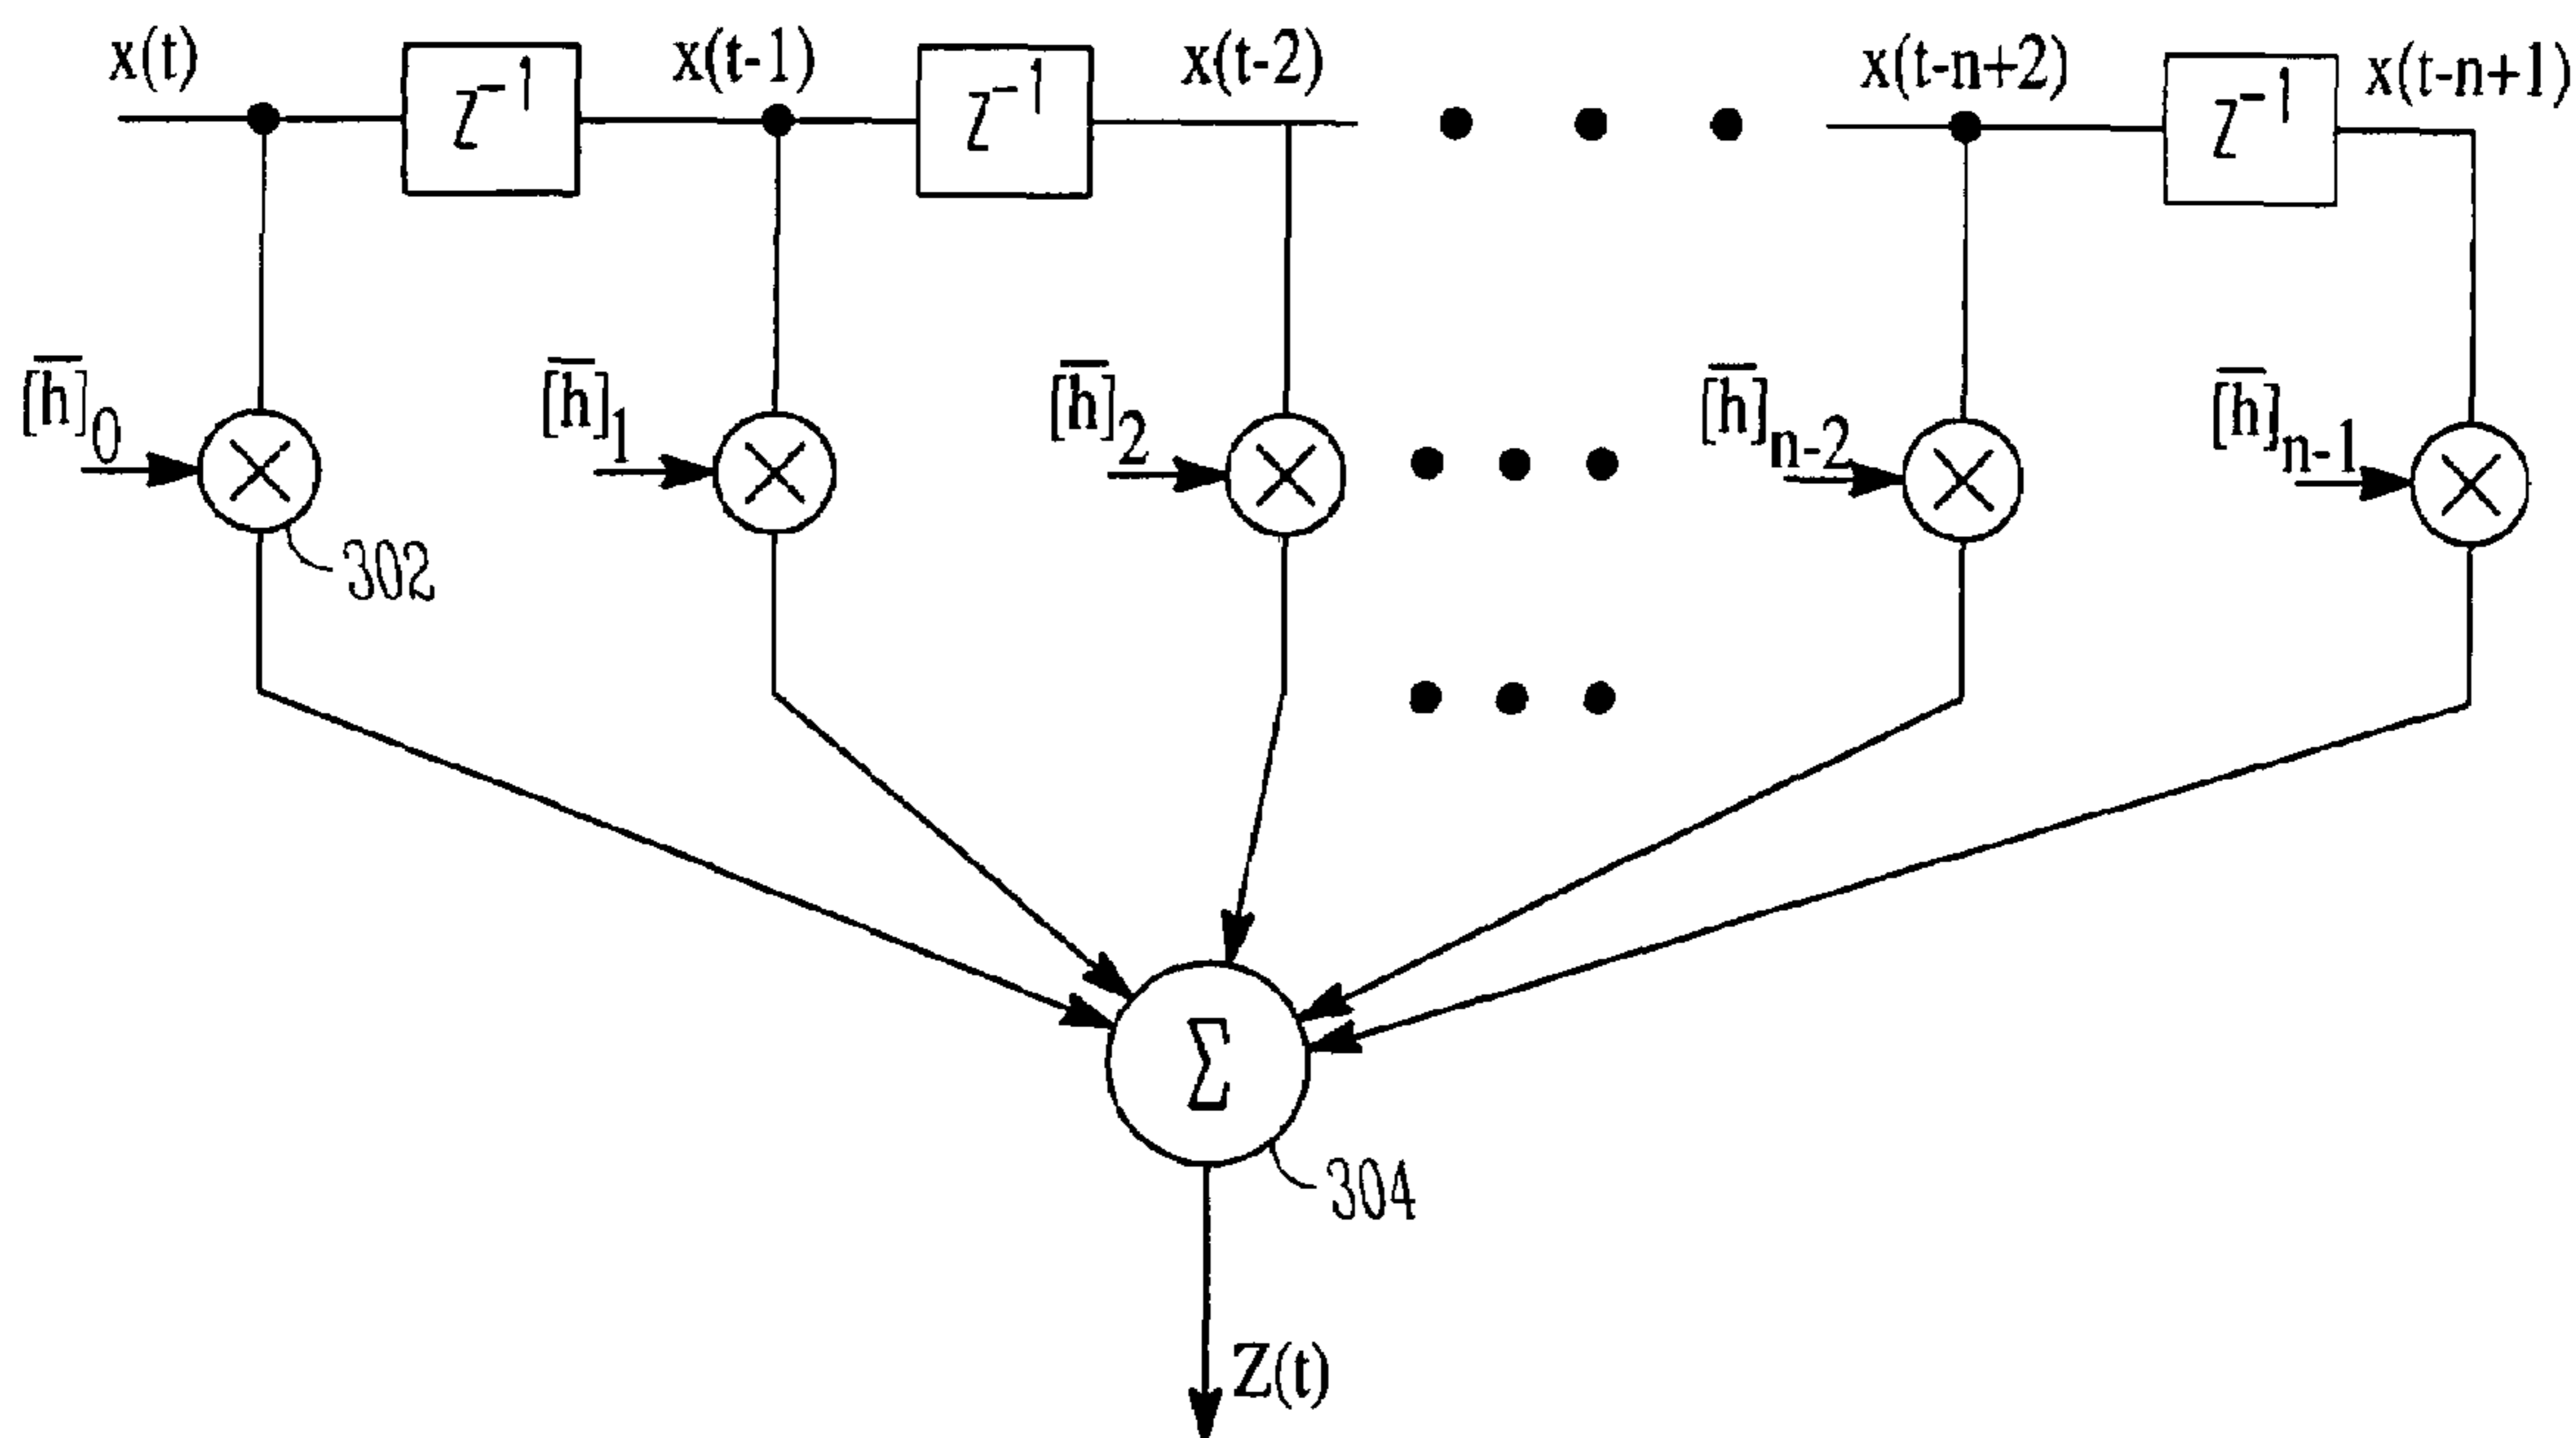 x(t) x(t-1) x(t-2) x(t-n+2) x(t-n+1)
Z⁻¹ Z⁻¹ Z⁻¹
[h̅]₀ [h̅]₁ [h̅]₂ [h̅]ₙ₋₂ [h̅]ₙ₋₁
302
Σ
304
Z(t)